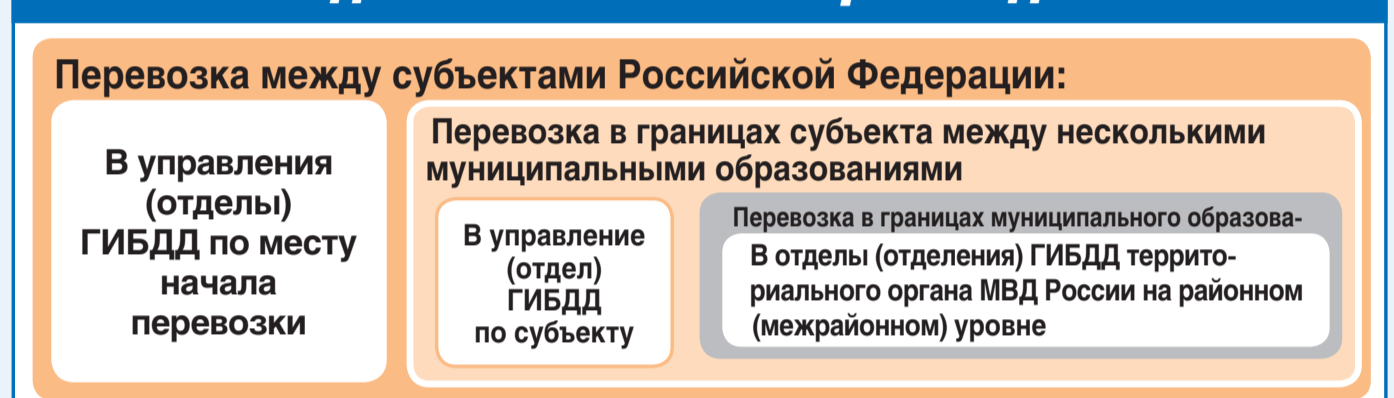 Перевозка между субъектами Российской Федерации:
В управления
(отделы)
ГИБДД по месту
начала
перевозки
Перевозка в границах субъекта между несколькими
муниципальными образованиями
В управление
(отдел)
ГИБДД
по субъекту
Перевозка в границах муниципального образова-
В отделы (отделения) ГИБДД террито-
риального органа МВД России на районном
(межрайонном) уровне